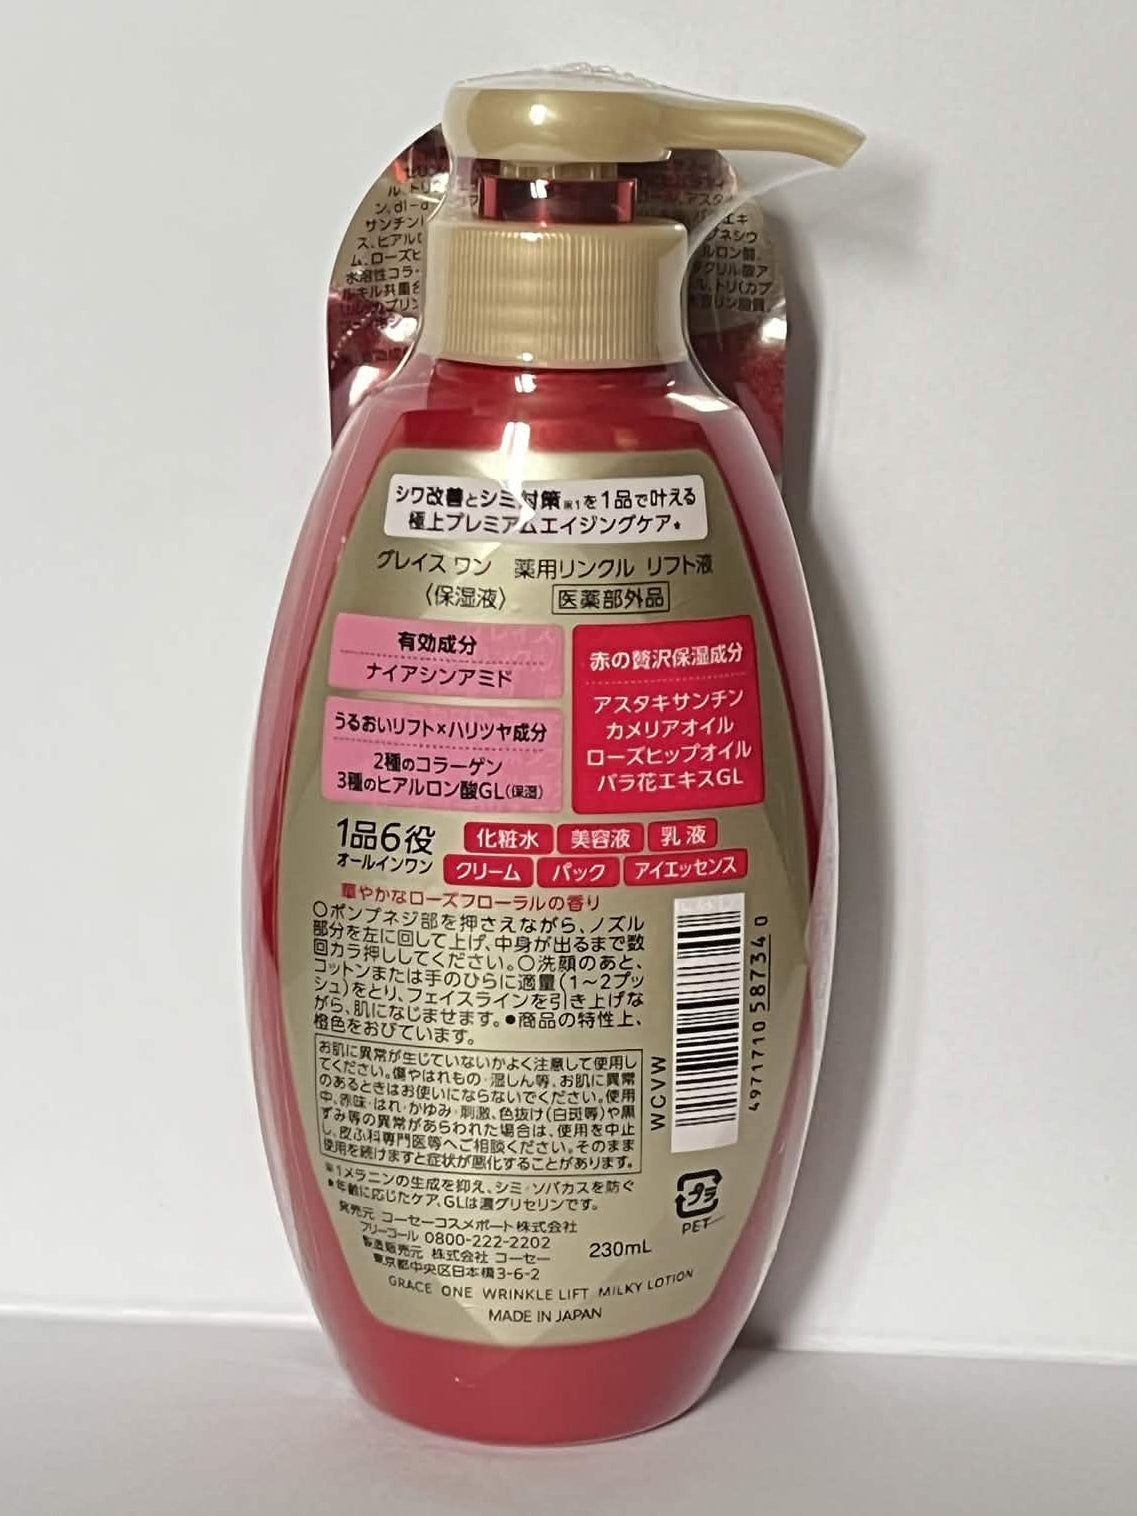 シワ改善とシミ対策※1を1品で叶える
極上プレミアムエイジングケア★
グレイス ワン 薬用リンクル リフト液
〈保湿液〉 医薬部外品
有効成分
ナイアシンアミド
うるおいリフト×ハリツヤ成分
2種のコラーゲン
3種のヒアルロン酸GL(保湿)
赤の贅沢保湿成分
アスタキサンチン
カメリアオイル
ローズヒップオイル
バラ花エキスGL
1品6役
オールインワン
化粧水 美容液 乳液
クリーム パック アイエッセンス
華やかなローズフローラルの香り
○ポンプネジ部を押さえながら、ノズル
部分を左に回して上げ、中身が出るまで数
回カラ押ししてください。○洗顔のあと、
コットンまたは手のひらに適量(1～2プッ
シュ)をとり、フェイスラインを引き上げな
がら、肌になじませます。●商品の特性上、
橙色をおびています。
お肌に異常が生じていないかよく注意して使用し
てください。傷やはれもの・湿しん等、お肌に異常
のあるときはお使いにならないでください。使用
中、赤味・はれ・かゆみ・刺激、色抜け(白斑等)や黒
ずみ等の異常があらわれた場合は、使用を中止
し、皮ふ科専門医等へご相談ください。そのまま
使用を続けますと症状が悪化することがあります。
※1メラニンの生成を抑え、シミ・ソバカスを防ぐ
★年齢に応じたケア、GLは濃グリセリンです。
発売元 コーセーコスメポート株式会社
フリーコール 0800-222-2202
製造販売元 株式会社 コーセー
東京都中央区日本橋3-6-2
230mL
GRACE ONE WRINKLE LIFT MILKY LOTION
MADE IN JAPAN
WCVW
4971710 587340
プラ
PET